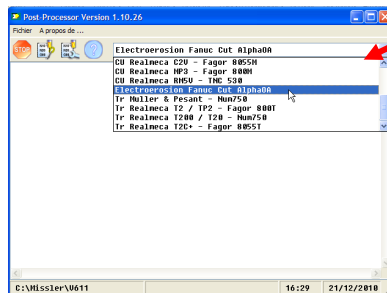 Post-Processor Version 1.10.26
Fichier A propos de ...
STOP
Electroerosion Fanuc Cut AlphaOA
CU Realmeca C2U - Fagor 8055M
CU Realmeca MP3 - Fagor 800M
CU Realmeca RM5U - TNC 530
Electroerosion Fanuc Cut AlphaOA
Tr Muller & Pesant - Num750
Tr Realmeca T2 / TP2 - Fagor 800T
Tr Realmeca T200 / T20 - Num750
Tr Realmeca T2C+ - Fagor 8055T
C:\Missler\V611 16:29 21/12/2010